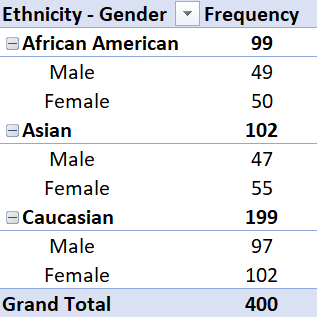 Ethnicity - Gender Frequency
African American 99
Male 49
Female 50
Asian 102
Male 47
Female 55
Caucasian 199
Male 97
Female 102
Grand Total 400